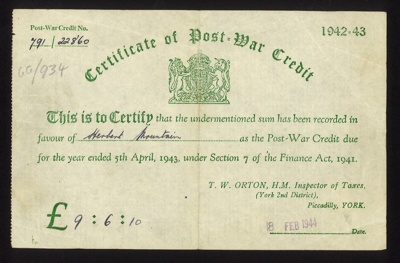 Post-War Credit No.
791/22860
GG/934
1942-43
Certificate of Post-War Credit
This is to Certify that the undermentioned sum has been recorded in
favour of Herbert Mountain as the Post-War Credit due
for the year ended 5th April, 1943, under Section 7 of the Finance Act, 1941.
T. W. ORTON, H.M. Inspector of Taxes.
(York 2nd District),
Piccadilly, YORK.
£ 9 : 6 : 10
FEB 1944
Date.